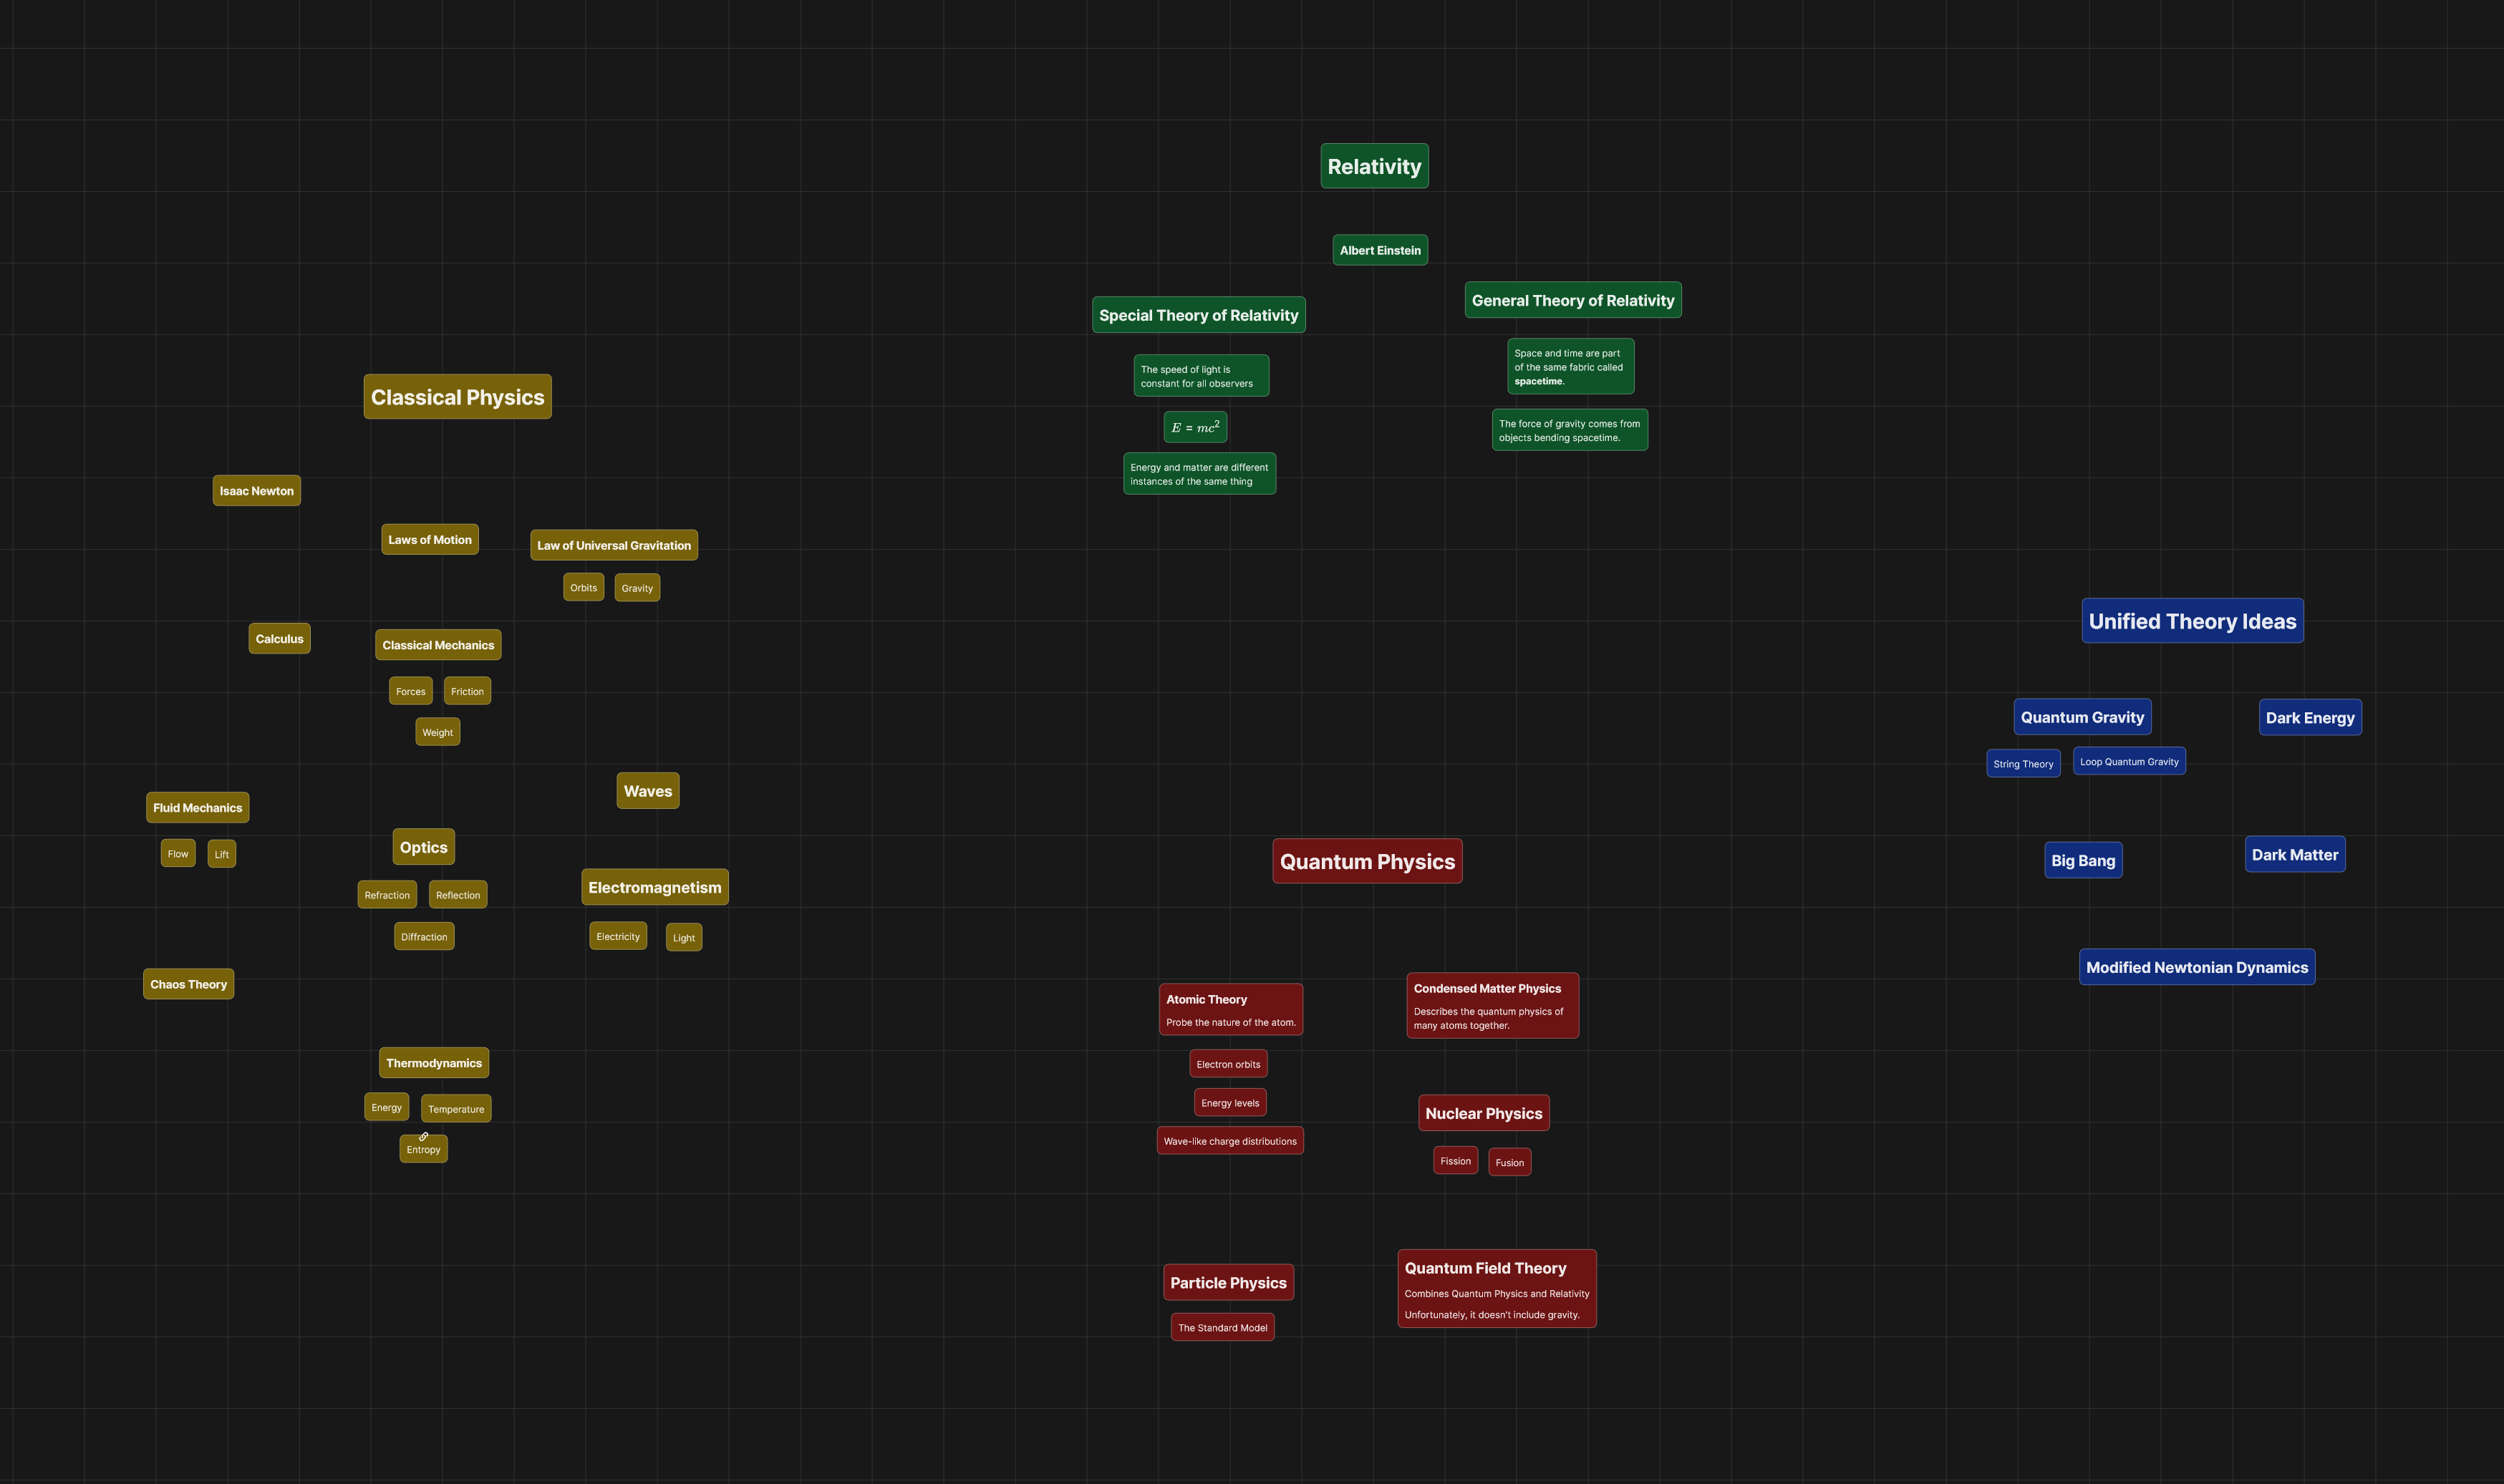 Relativity
Albert Einstein
Special Theory of Relativity
The speed of light is
constant for all observers
E = mc²
Energy and matter are different
instances of the same thing
General Theory of Relativity
Space and time are part
of the same fabric called
spacetime.
The force of gravity comes from
objects bending spacetime.
Classical Physics
Isaac Newton
Laws of Motion
Law of Universal Gravitation
Orbits
Gravity
Calculus
Classical Mechanics
Forces
Friction
Weight
Waves
Fluid Mechanics
Flow
Lift
Optics
Refraction
Reflection
Diffraction
Electromagnetism
Electricity
Light
Chaos Theory
Thermodynamics
Energy
Temperature
Entropy
Quantum Physics
Atomic Theory
Probe the nature of the atom.
Electron orbits
Energy levels
Wave-like charge distributions
Condensed Matter Physics
Describes the quantum physics of
many atoms together.
Nuclear Physics
Fission
Fusion
Particle Physics
The Standard Model
Quantum Field Theory
Combines Quantum Physics and Relativity
Unfortunately, it doesn't include gravity.
Unified Theory Ideas
Quantum Gravity
String Theory
Loop Quantum Gravity
Dark Energy
Big Bang
Dark Matter
Modified Newtonian Dynamics